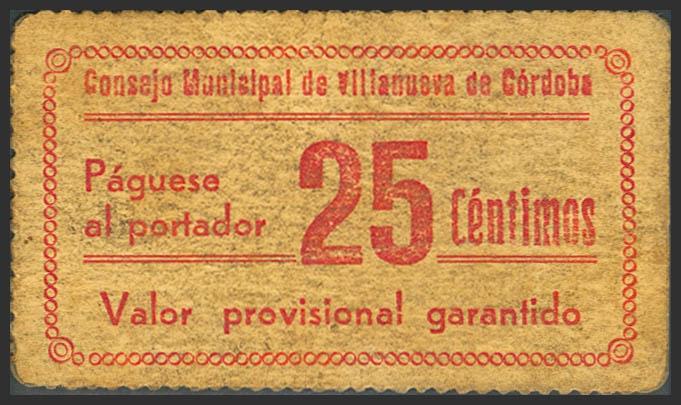 Consejo Municipal de Villanueva de Córdoba
Páguese
al portador
25 Céntimos
Valor provisional garantido